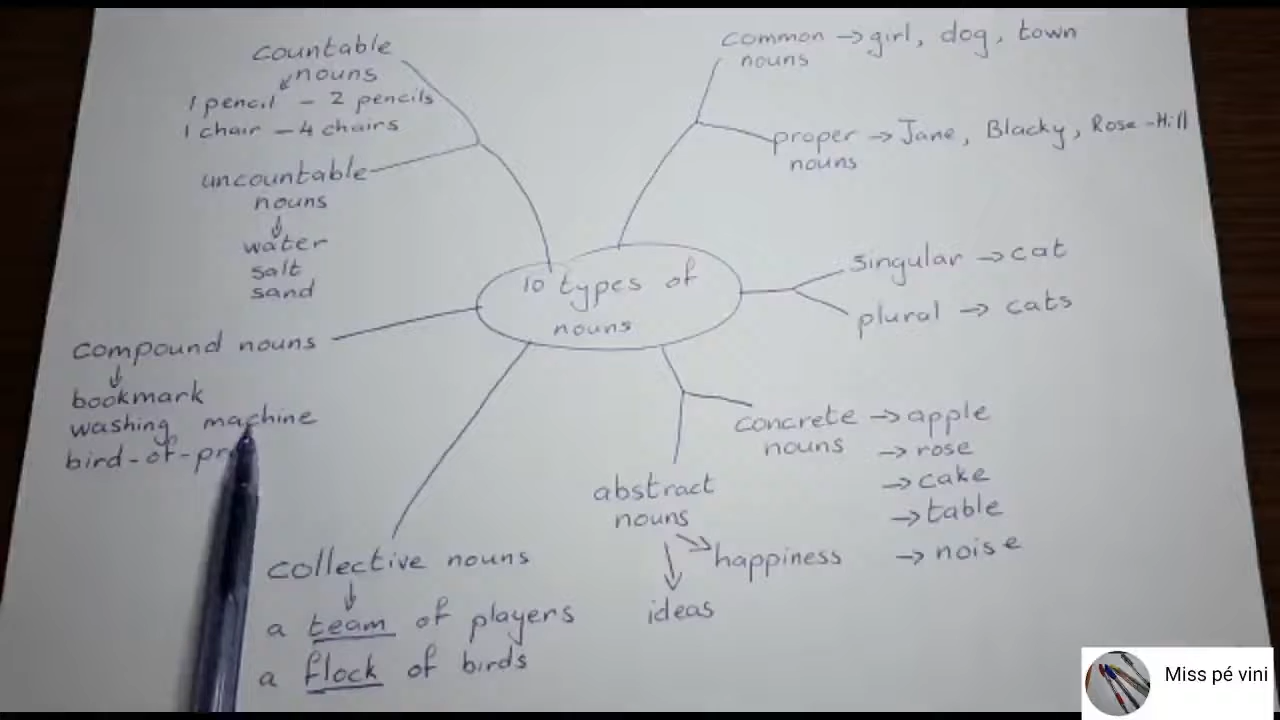 countable
nouns
1 pencil - 2 pencils
1 chair - 4 chairs
uncountable
nouns
water
salt
sand
compound nouns
bookmark
washing machine
bird-of-
collective nouns
a team of players
a flock of birds
10 types of
nouns
common → girl, dog, town
nouns
proper → Jane, Blacky, Rose-Hill
nouns
singular → cat
plural → cats
concrete → apple
nouns → rose
→ cake
→ table
→ noise
abstract
nouns
happiness
ideas
Miss pé vini